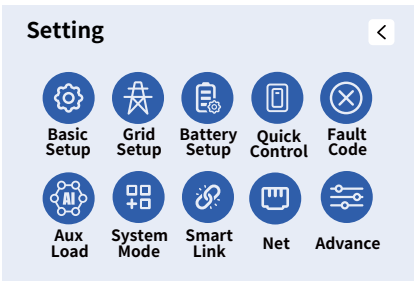 Setting
Basic
Setup
Grid
Setup
Battery
Setup
Quick
Control
Fault
Code
AI
Aux
Load
System
Mode
Smart
Link
Net
Advance